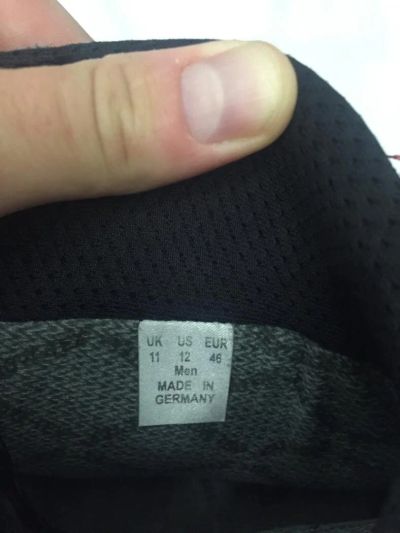 UK US EUR
11 12 46
Men
MADE IN
GERMANY